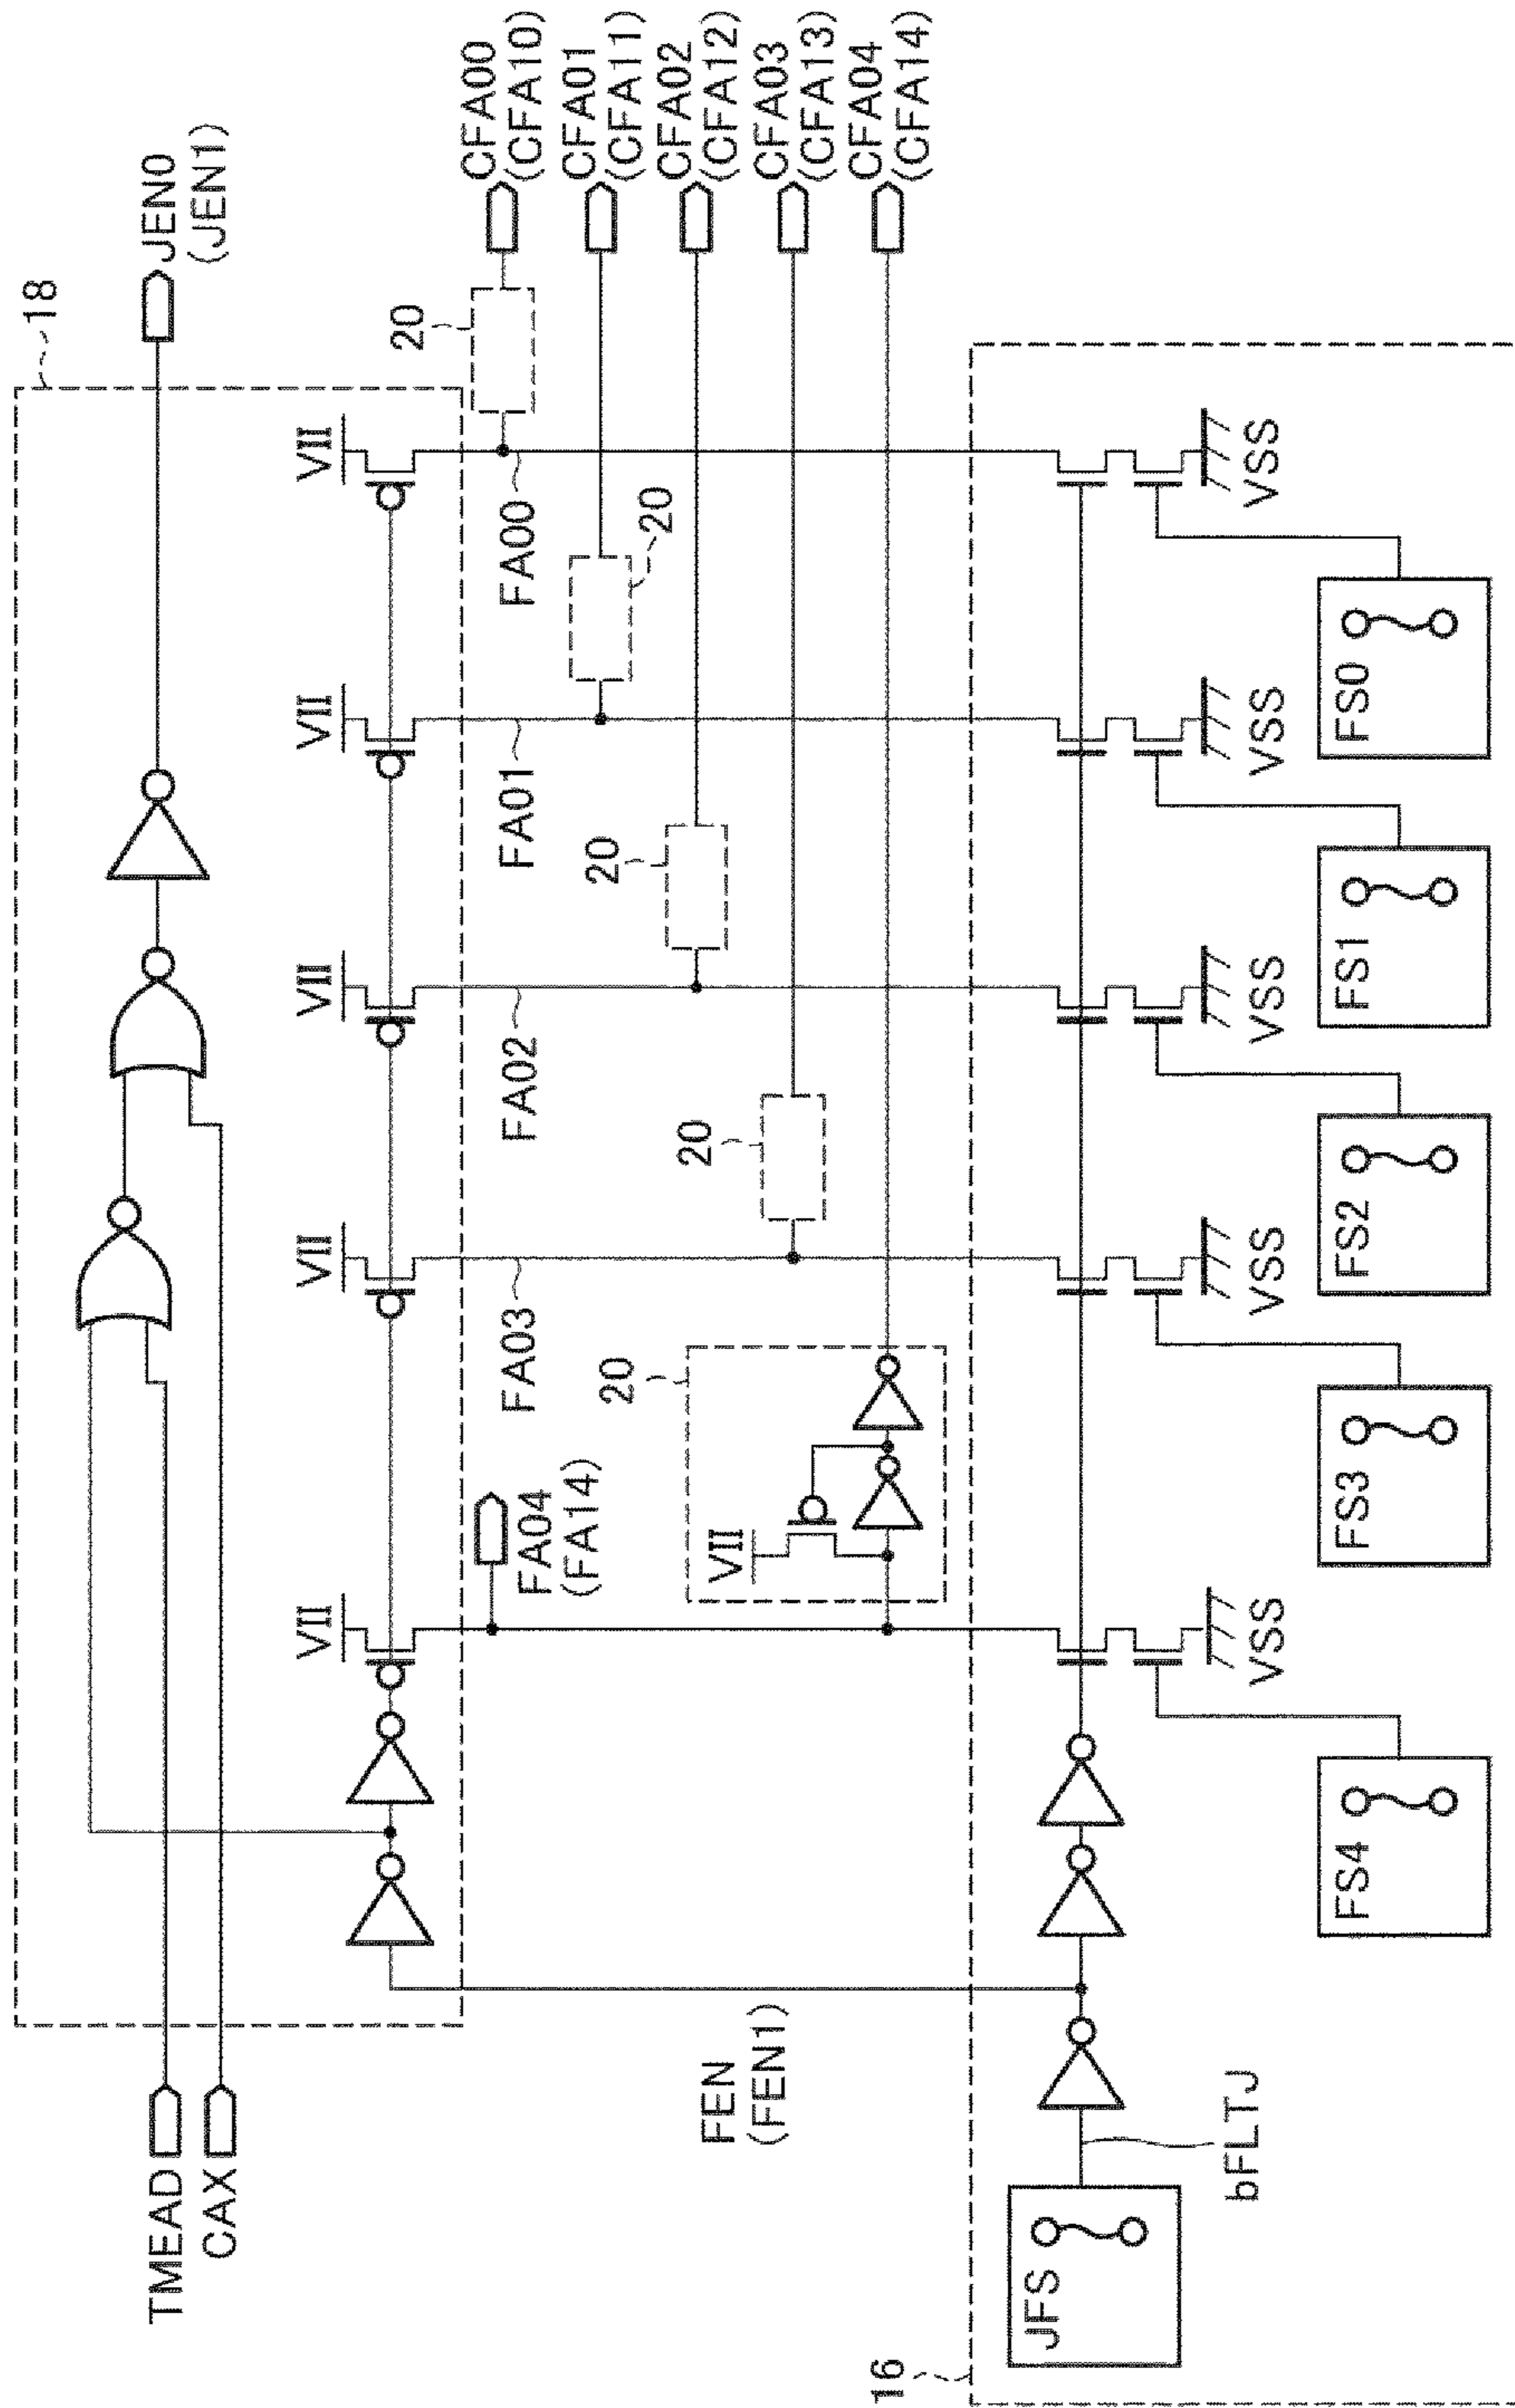 18
TMEAD
CAX
JEN0
(JEN1)
VII
VII
VII
VII
VII
FA04
(FA14)
FA03
FA02
FA01
FA00
20
20
20
20
20
VII
CFA00
(CFA10)
CFA01
(CFA11)
CFA02
(CFA12)
CFA03
(CFA13)
CFA04
(CFA14)
FEN
(FEN1)
16
JFS
bFLTJ
VSS
VSS
VSS
VSS
VSS
FS4
FS3
FS2
FS1
FS0